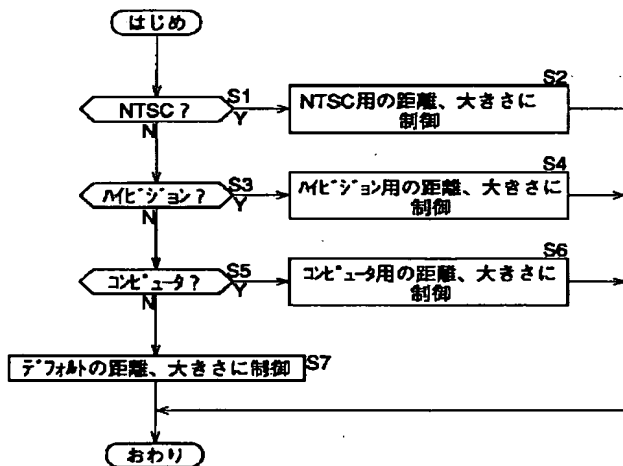 はじめ
NTSC?
S1
Y
N
S2
NTSC用の距離、大きさに
制御
ハイビジョン?
S3
Y
N
S4
ハイビジョン用の距離、大きさに
制御
コンピュータ?
S5
Y
N
S6
コンピュータ用の距離、大きさに
制御
デフォルトの距離、大きさに制御
S7
おわり